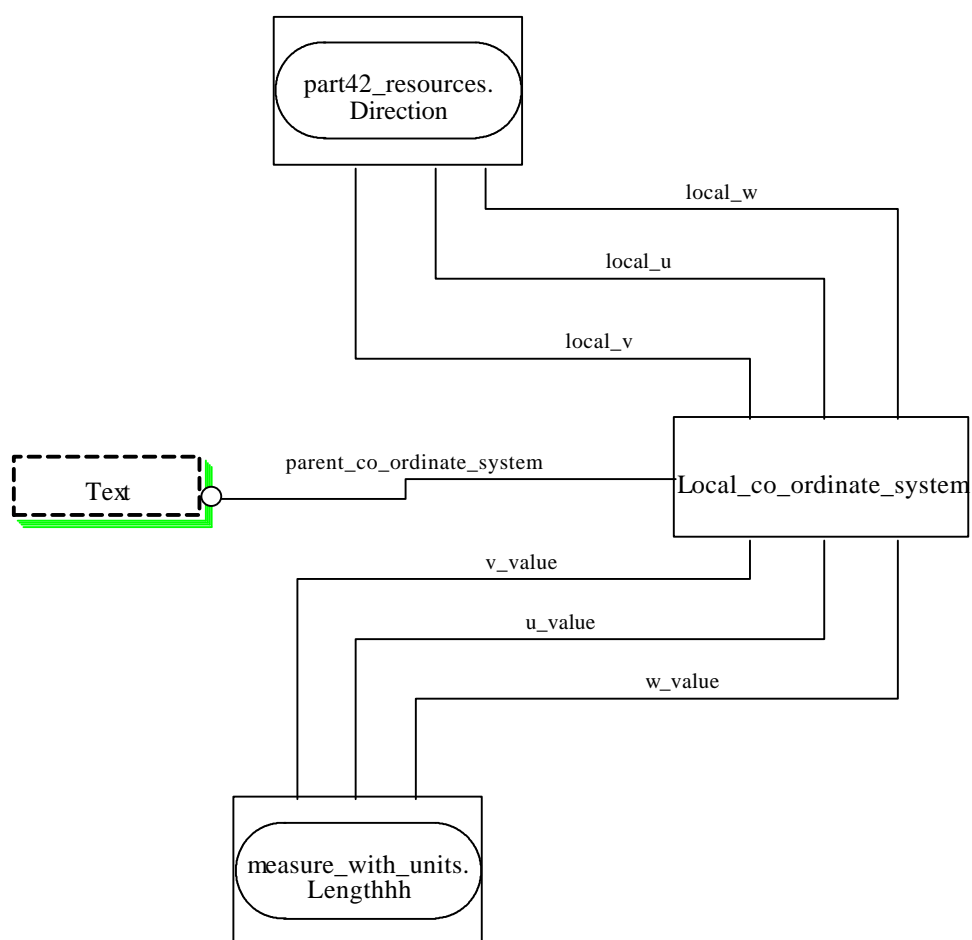 part42_resources.
Direction
local_w
local_u
local_v
parent_co_ordinate_system
Text
Local_co_ordinate_system
v_value
u_value
w_value
measure_with_units.
Lengthhh